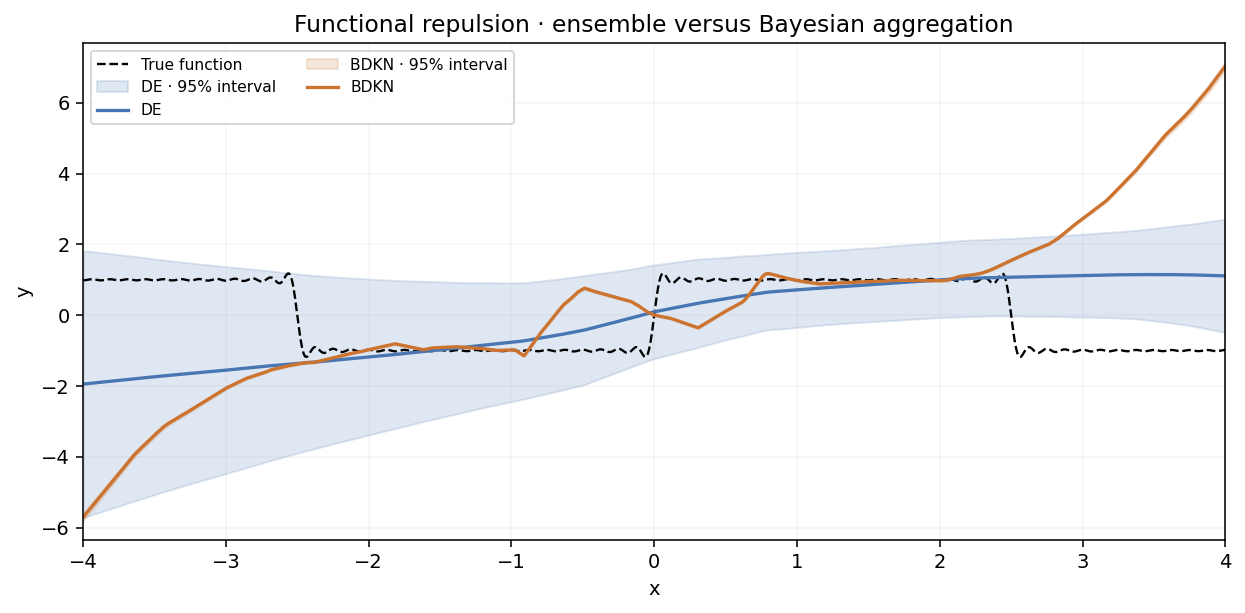 Functional repulsion · ensemble versus Bayesian aggregation
True function
DE · 95% interval
DE
BDKN · 95% interval
BDKN
y
6
4
2
0
−2
−4
−6
−4 −3 −2 −1 0 1 2 3 4
x